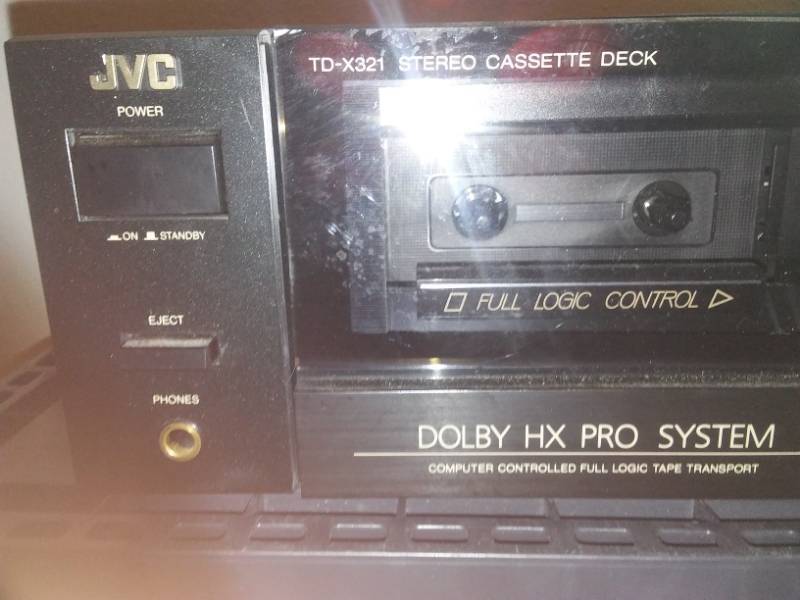 JVC
TD-X321 STEREO CASSETTE DECK
POWER
ON STANDBY
EJECT
PHONES
FULL LOGIC CONTROL
DOLBY HX PRO SYSTEM
COMPUTER CONTROLLED FULL LOGIC TAPE TRANSPORT